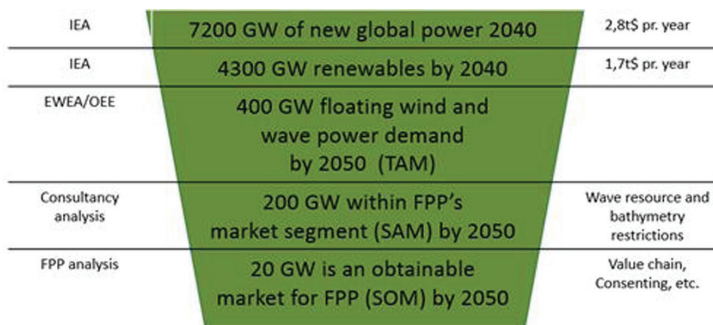 IEA
7200 GW of new global power 2040
2,8t$ pr. year
IEA
4300 GW renewables by 2040
1,7t$ pr. year
EWEA/OEE
400 GW floating wind and
wave power demand
by 2050 (TAM)
Consultancy
analysis
200 GW within FPP's
market segment (SAM) by 2050
Wave resource and
bathymetry
restrictions
FPP analysis
20 GW is an obtainable
market for FPP (SOM) by 2050
Value chain,
Consenting, etc.